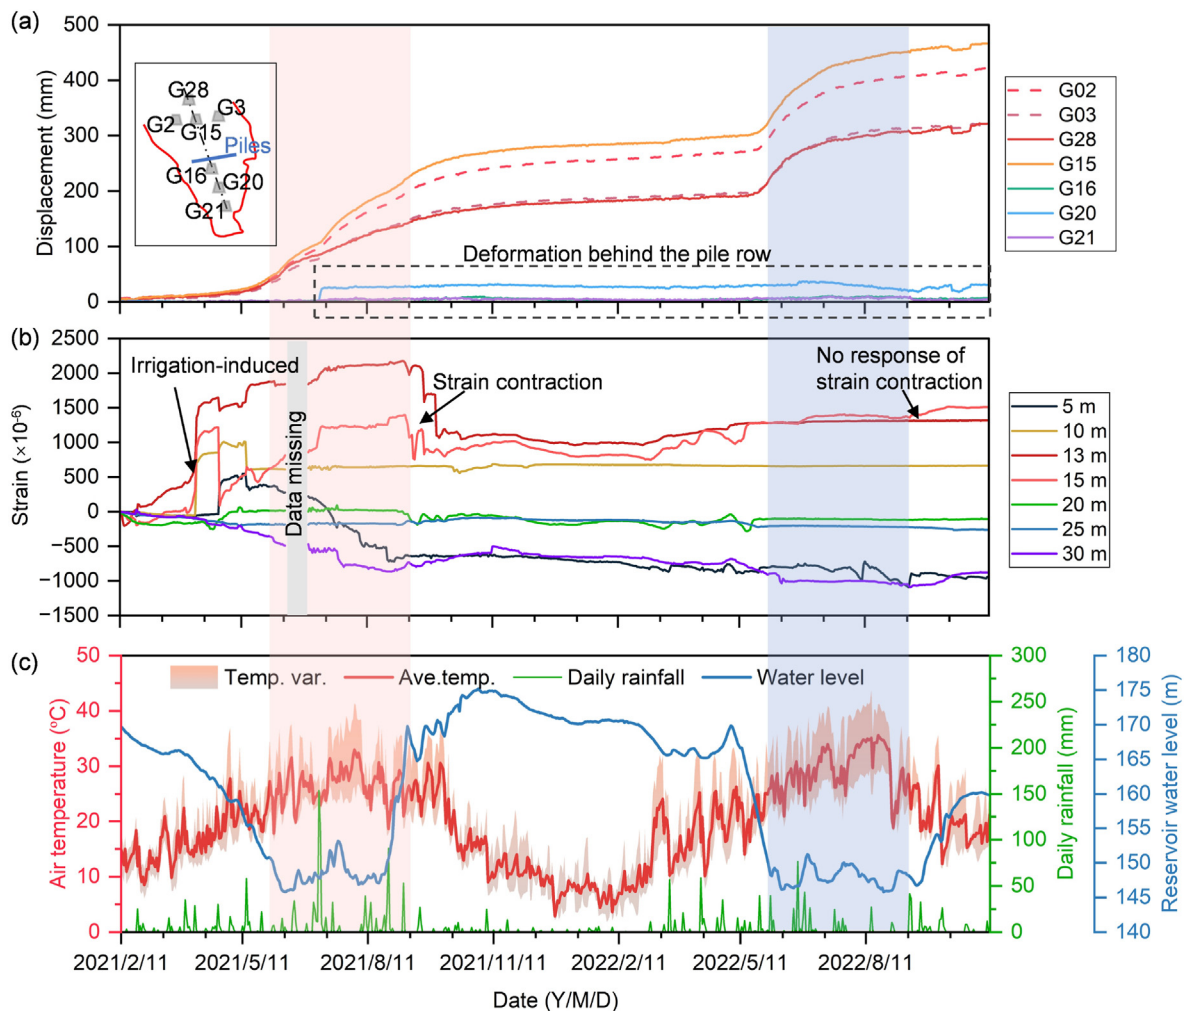 (a)
500
400
300
200
100
0
Displacement (mm)
G28
G2
G3
G15
Piles
G16
G20
G21
Deformation behind the pile row
G02
G03
G28
G15
G16
G20
G21
(b)
2500
2000
1500
1000
500
0
−500
−1000
−1500
Strain (×10⁻⁶)
Irrigation-induced
Data missing
Strain contraction
No response of
strain contraction
5 m
10 m
13 m
15 m
20 m
25 m
30 m
(c)
50
40
30
20
10
0
Air temperature (ºC)
Temp. var. Ave.temp. Daily rainfall Water level
300
250
200
150
100
50
0
Daily rainfall (mm)
180
175
170
165
160
155
150
145
140
Reservoir water level (m)
2021/2/11 2021/5/11 2021/8/11 2021/11/11 2022/2/11 2022/5/11 2022/8/11
Date (Y/M/D)